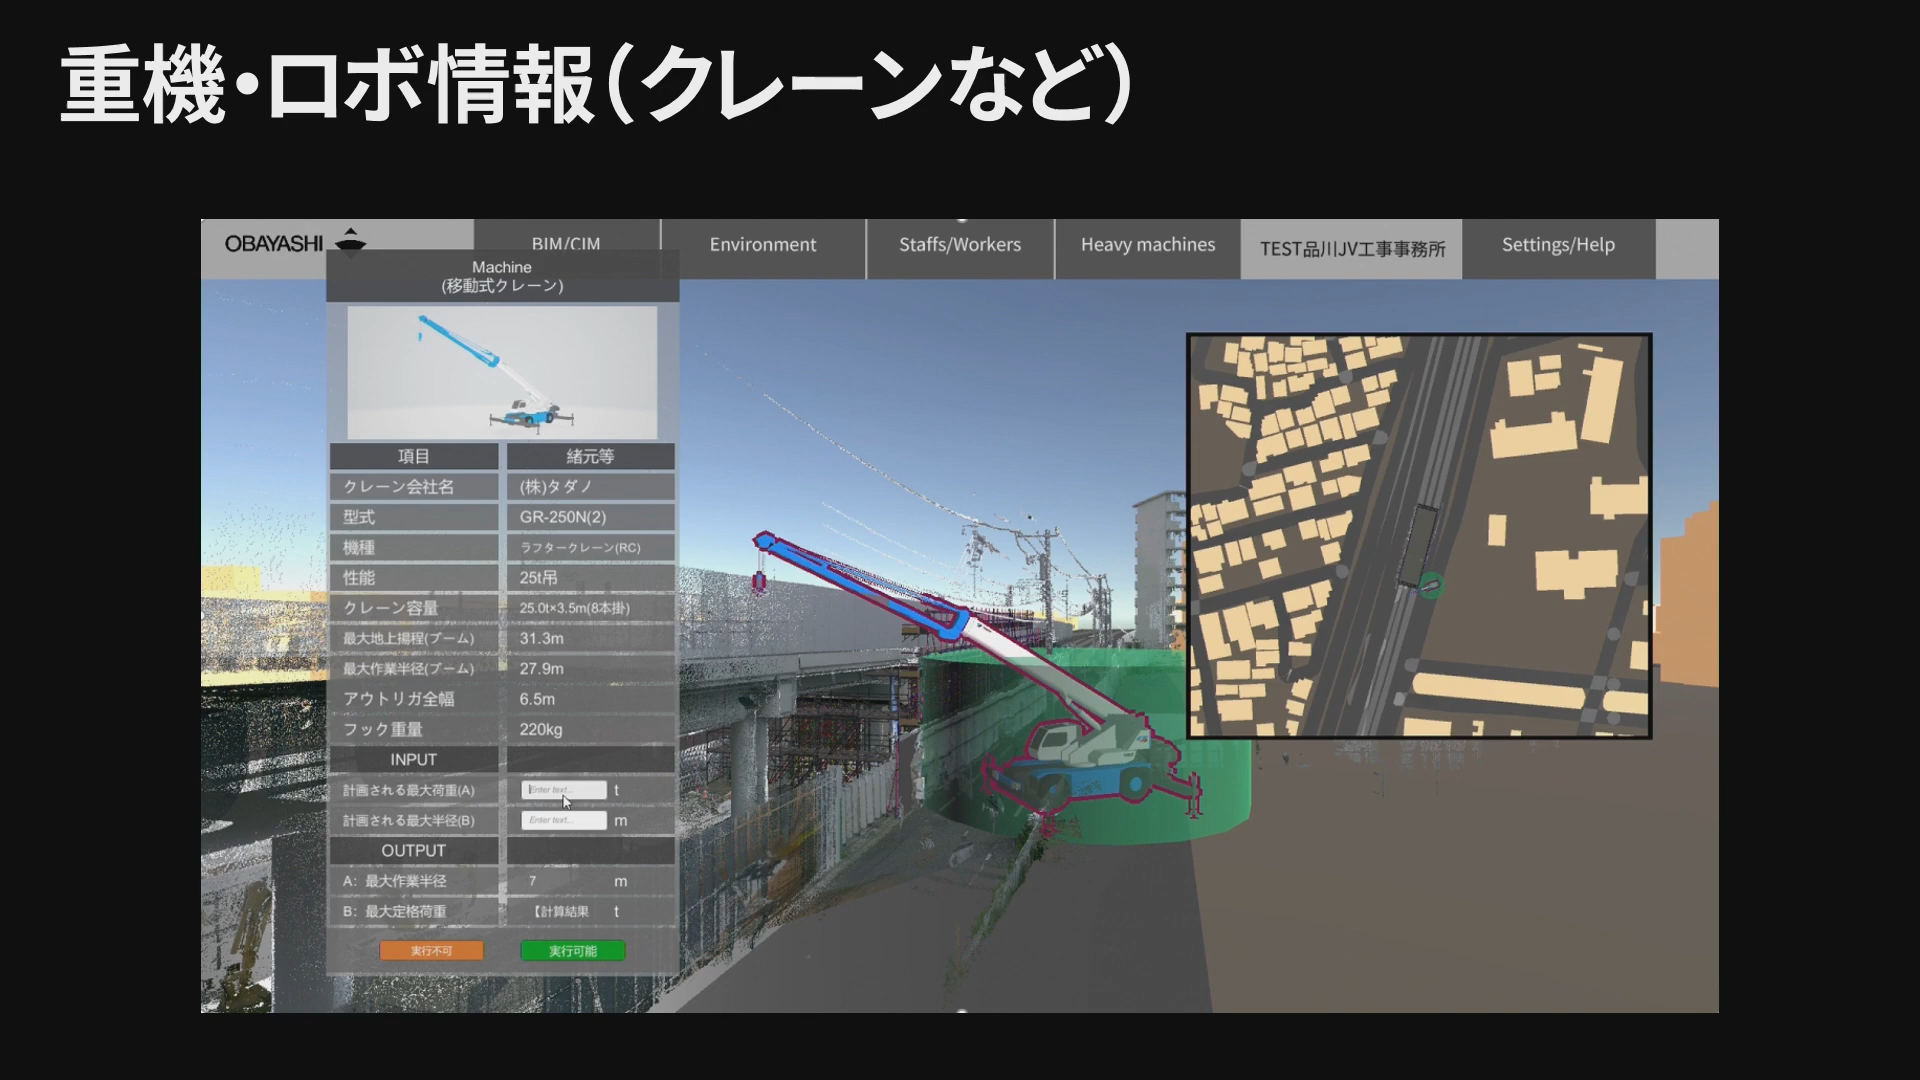 重機・ロボ情報(クレーンなど)
OBAYASHI
BIM/CIM
Environment
Staffs/Workers
Heavy machines
TEST品川JV工事事務所
Settings/Help
Machine
(移動式クレーン)
項目 緒元等
クレーン会社名 (株)タダノ
型式 GR-250N(2)
機種 ラフタークレーン(RC)
性能 25t吊
クレーン容量 25.0t×3.5m(8本掛)
最大地上揚程(ブーム) 31.3m
最大作業半径(ブーム) 27.9m
アウトリガ全幅 6.5m
フック重量 220kg
INPUT
計画される最大荷重(A) Enter text... t
計画される最大半径(B) Enter text... m
OUTPUT
A: 最大作業半径 7 m
B: 最大定格荷重 【計算結果 t
実行不可 実行可能